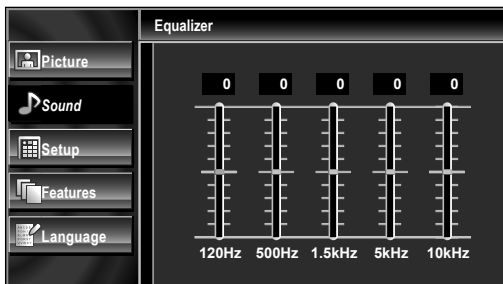 Equalizer
Picture
Sound
Setup
Features
Language
0 0 0 0 0
120Hz 500Hz 1.5kHz 5kHz 10kHz